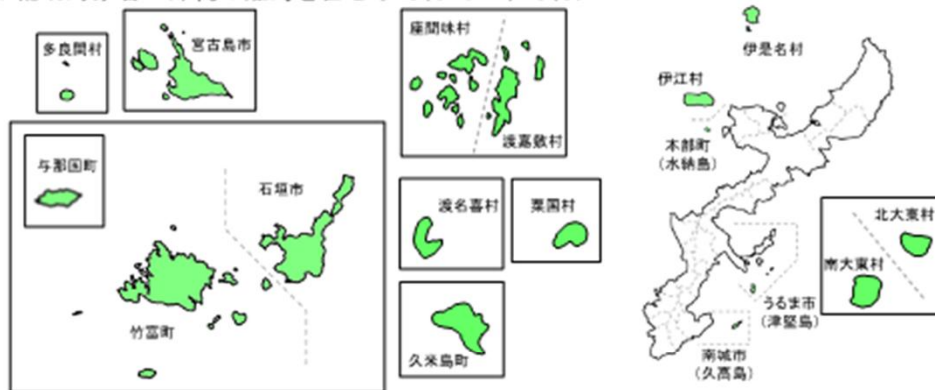 多良間村
宮古島市
座間味村
渡嘉敷村
伊是名村
伊江村
本部町
(水納島)
与那国町
石垣市
竹富町
渡名喜村
粟国村
久米島町
北大東村
南大東村
うるま市
(津堅島)
南城市
(久高島)